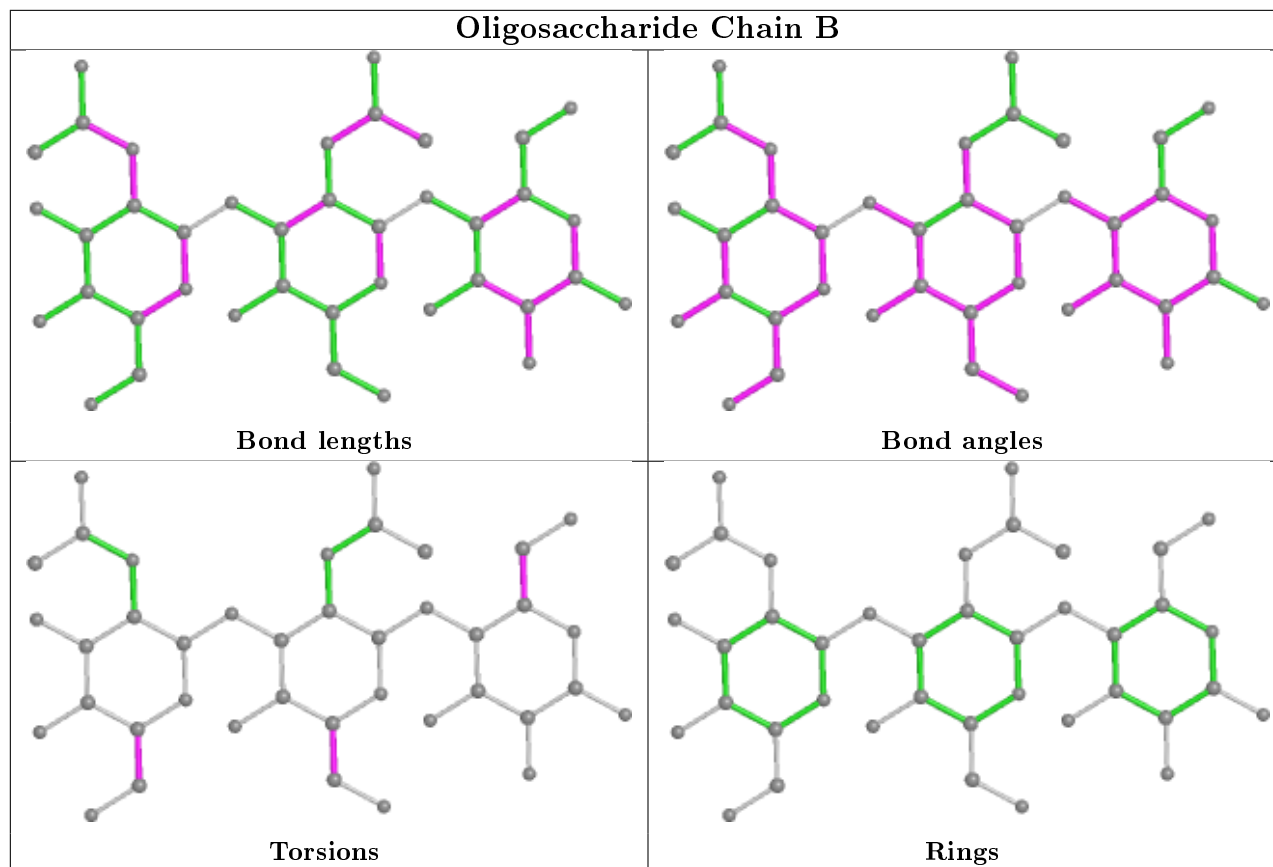 Oligosaccharide Chain B
Bond lengths
Bond angles
Torsions
Rings